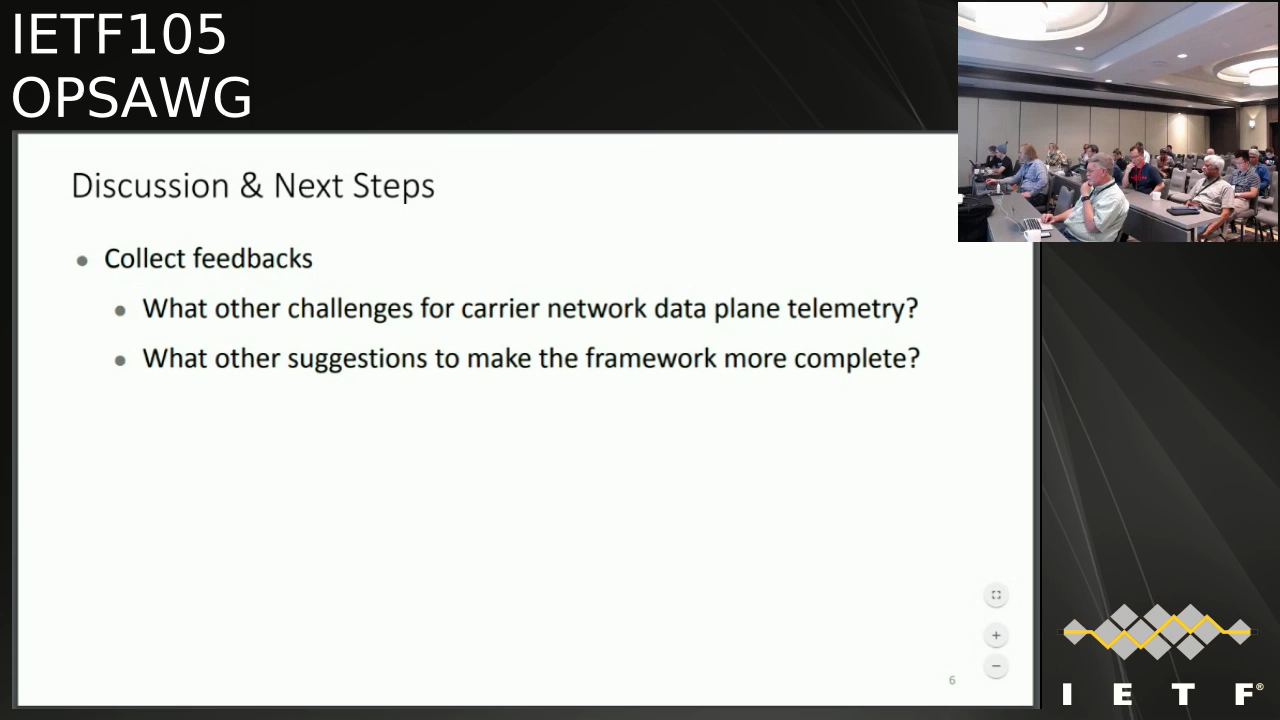 IETF105
OPSAWG
Discussion & Next Steps
Collect feedbacks
What other challenges for carrier network data plane telemetry?
What other suggestions to make the framework more complete?
6
I E T F®